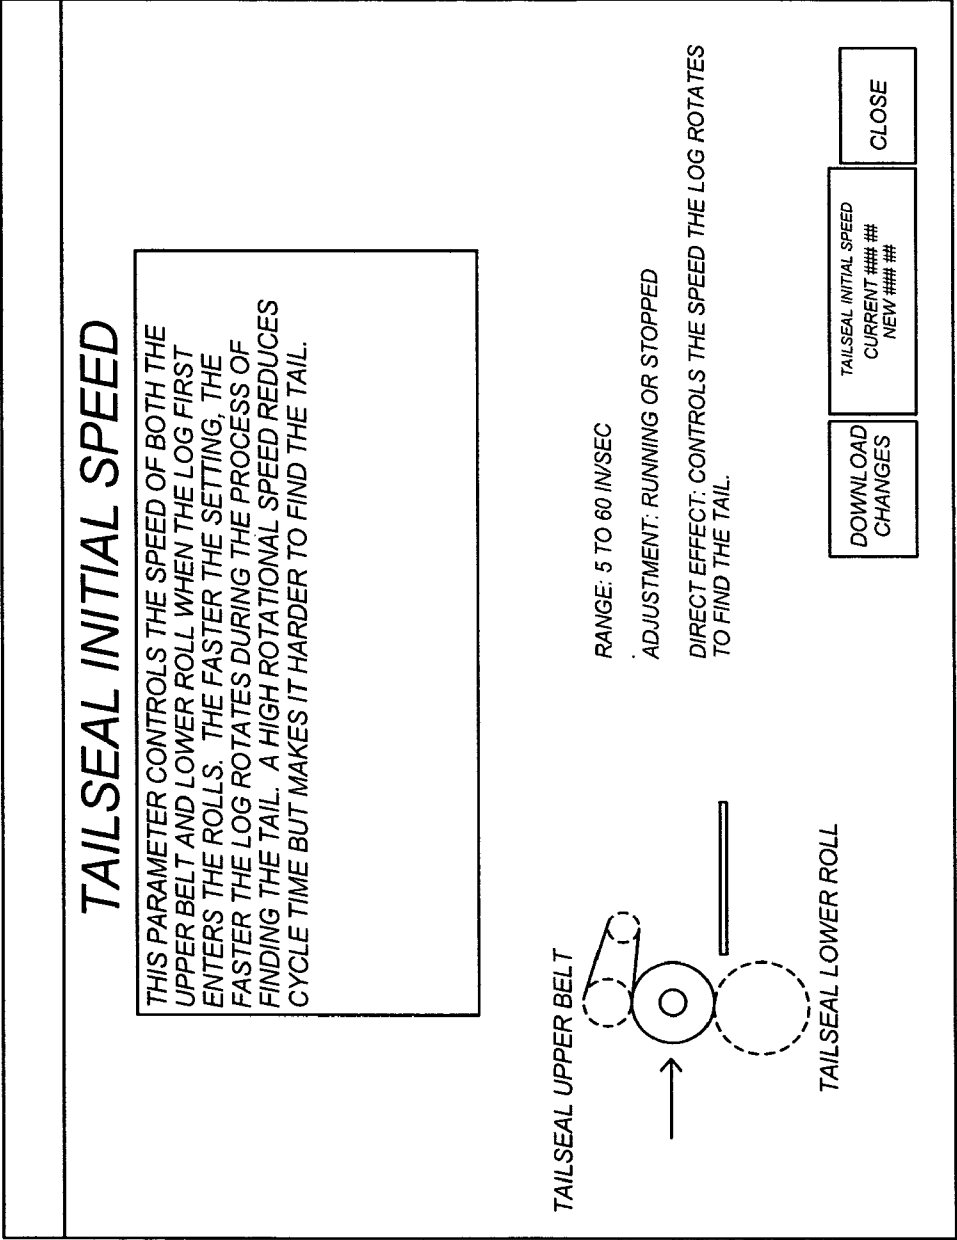 TAILSEAL INITIAL SPEED
THIS PARAMETER CONTROLS THE SPEED OF BOTH THE
UPPER BELT AND LOWER ROLL WHEN THE LOG FIRST
ENTERS THE ROLLS. THE FASTER THE SETTING, THE
FASTER THE LOG ROTATES DURING THE PROCESS OF
FINDING THE TAIL. A HIGH ROTATIONAL SPEED REDUCES
CYCLE TIME BUT MAKES IT HARDER TO FIND THE TAIL.
TAILSEAL UPPER BELT
TAILSEAL LOWER ROLL
RANGE: 5 TO 60 IN/SEC
ADJUSTMENT: RUNNING OR STOPPED
DIRECT EFFECT: CONTROLS THE SPEED THE LOG ROTATES
TO FIND THE TAIL.
DOWNLOAD
CHANGES
TAILSEAL INITIAL SPEED
CURRENT ### ##
NEW ### ##
CLOSE